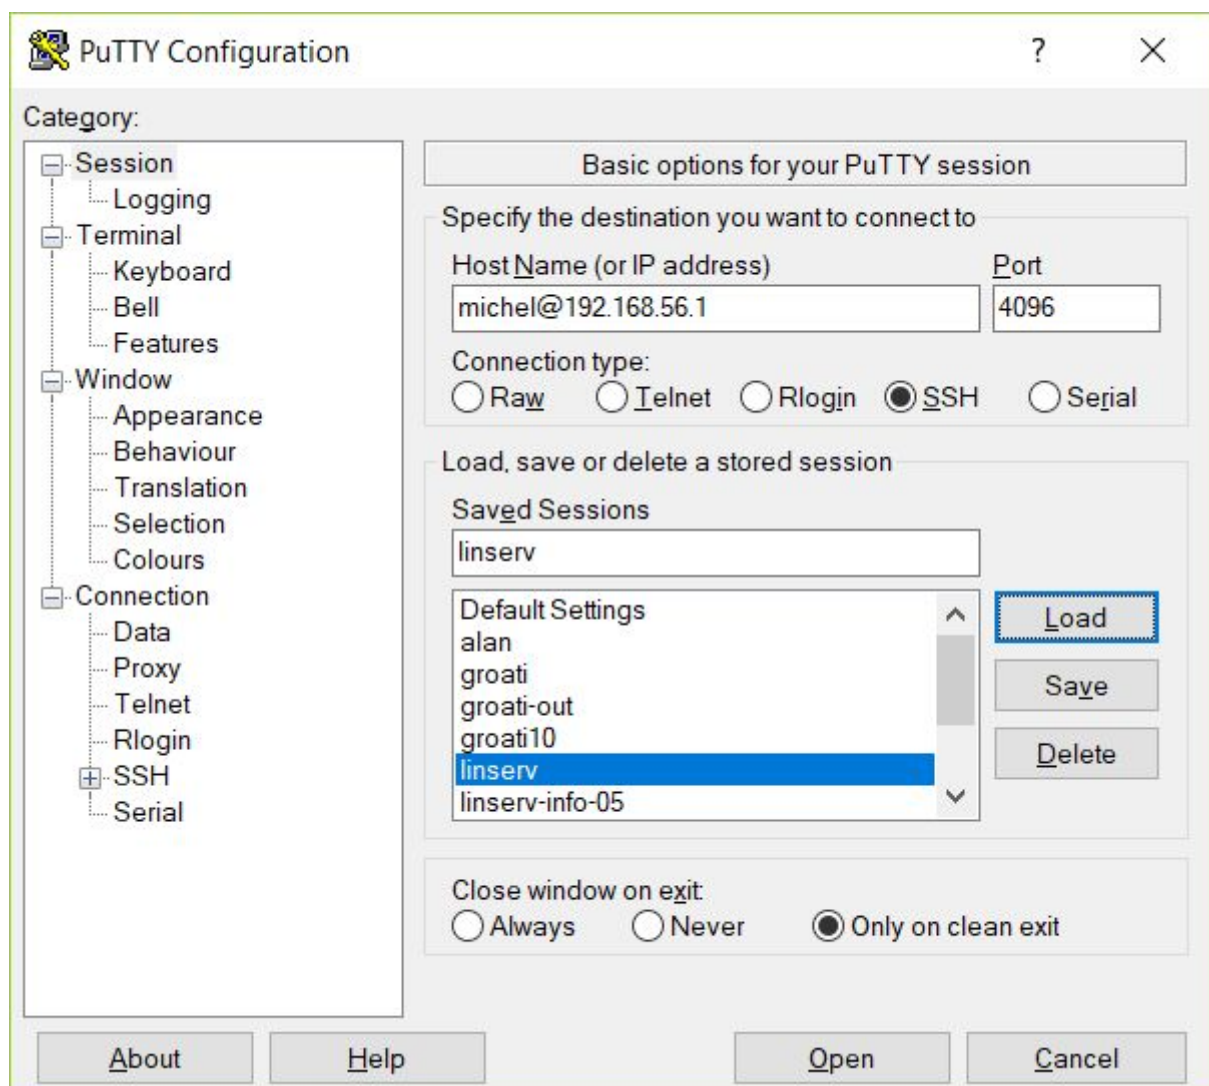 PuTTY Configuration
?
Category:
Session
Logging
Terminal
Keyboard
Bell
Features
Window
Appearance
Behaviour
Translation
Selection
Colours
Connection
Data
Proxy
Telnet
Rlogin
SSH
Serial
Basic options for your PuTTY session
Specify the destination you want to connect to
Host Name (or IP address) Port
michel@192.168.56.1 4096
Connection type:
Raw Telnet Rlogin SSH Serial
Load, save or delete a stored session
Saved Sessions
linserv
Default Settings
alan
groati
groati-out
groati10
linserv
linserv-info-05
Load
Save
Delete
Close window on exit:
Always Never Only on clean exit
About Help Open Cancel